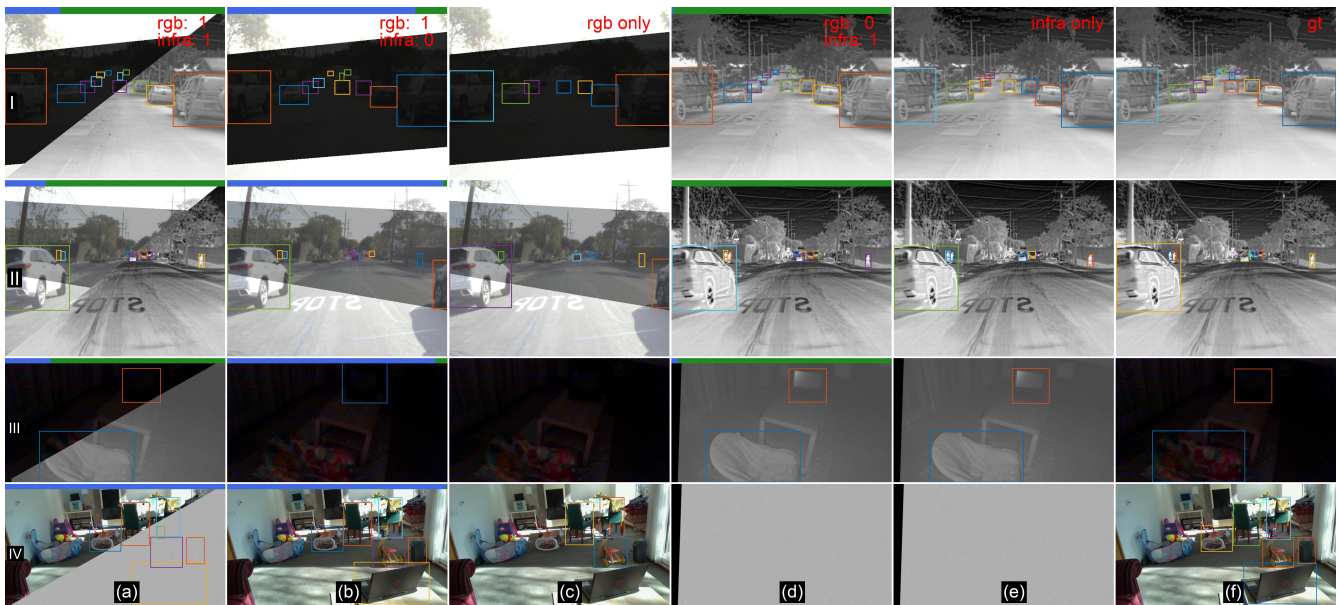 rgb: 1
infra: 1
rgb: 1
infra: 0
rgb only
rgb: 0
infra: 1
infra only
gt
I
II
STOP
STOP
STOP
STOP
STOP
STOP
III
IV
(a)
(b)
(c)
(d)
(e)
(f)